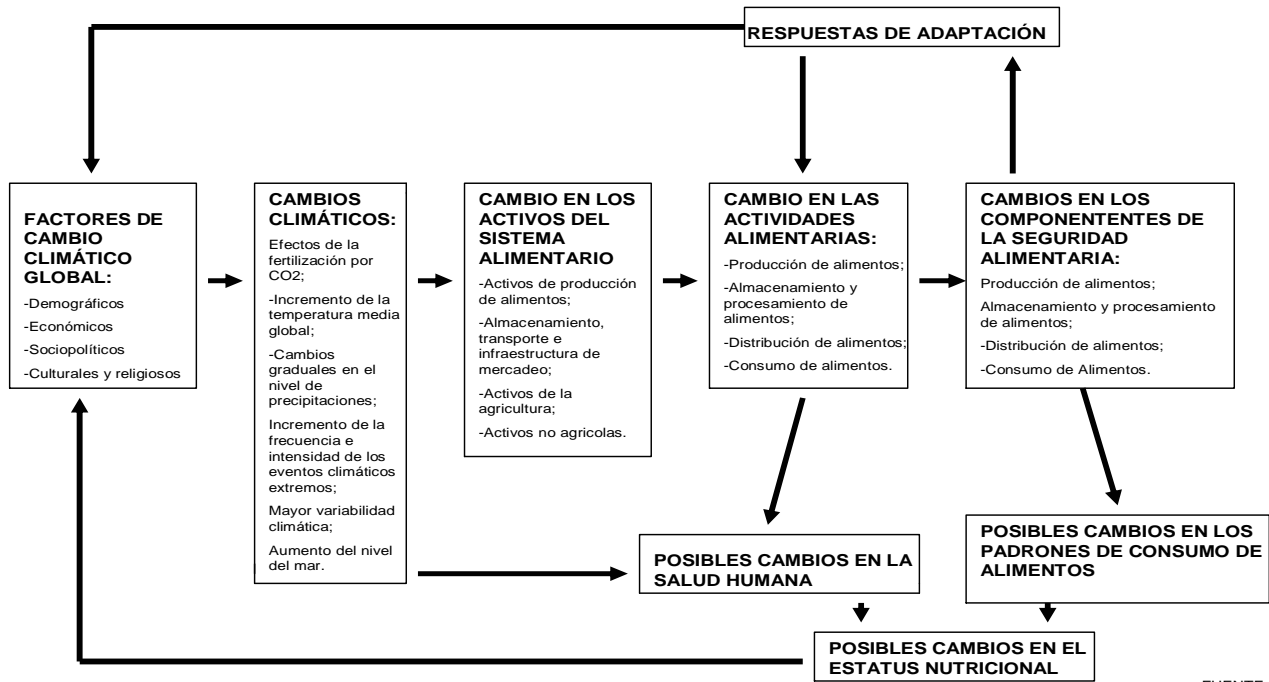 RESPUESTAS DE ADAPTACIÓN
FACTORES DE
CAMBIO
CLIMÁTICO
GLOBAL:
-Demográficos
-Económicos
-Sociopolíticos
-Culturales y religiosos
CAMBIOS
CLIMÁTICOS:
Efectos de la
fertilización por
CO2;
-Incremento de la
temperatura media
global;
-Cambios
graduales en el
nivel de
precipitaciones;
Incremento de la
frecuencia e
intensidad de los
eventos climáticos
extremos;
Mayor variabilidad
climática;
Aumento del nivel
del mar.
CAMBIO EN LOS
ACTIVOS DEL
SISTEMA
ALIMENTARIO
-Activos de producción
de alimentos;
-Almacenamiento,
transporte e
infraestructura de
mercadeo;
-Activos de la
agricultura;
-Activos no agricolas.
CAMBIO EN LAS
ACTIVIDADES
ALIMENTARIAS:
-Producción de alimentos;
-Almacenamiento y
procesamiento de
alimentos;
-Distribución de alimentos;
-Consumo de alimentos.
CAMBIOS EN LOS
COMPONENTENTES DE
LA SEGURIDAD
ALIMENTARIA:
Producción de alimentos;
Almacenamiento y procesamiento
de alimentos;
-Distribución de alimentos;
-Consumo de Alimentos.
POSIBLES CAMBIOS EN LA
SALUD HUMANA
POSIBLES CAMBIOS EN LOS
PADRONES DE CONSUMO DE
ALIMENTOS
POSIBLES CAMBIOS EN EL
ESTATUS NUTRICIONAL